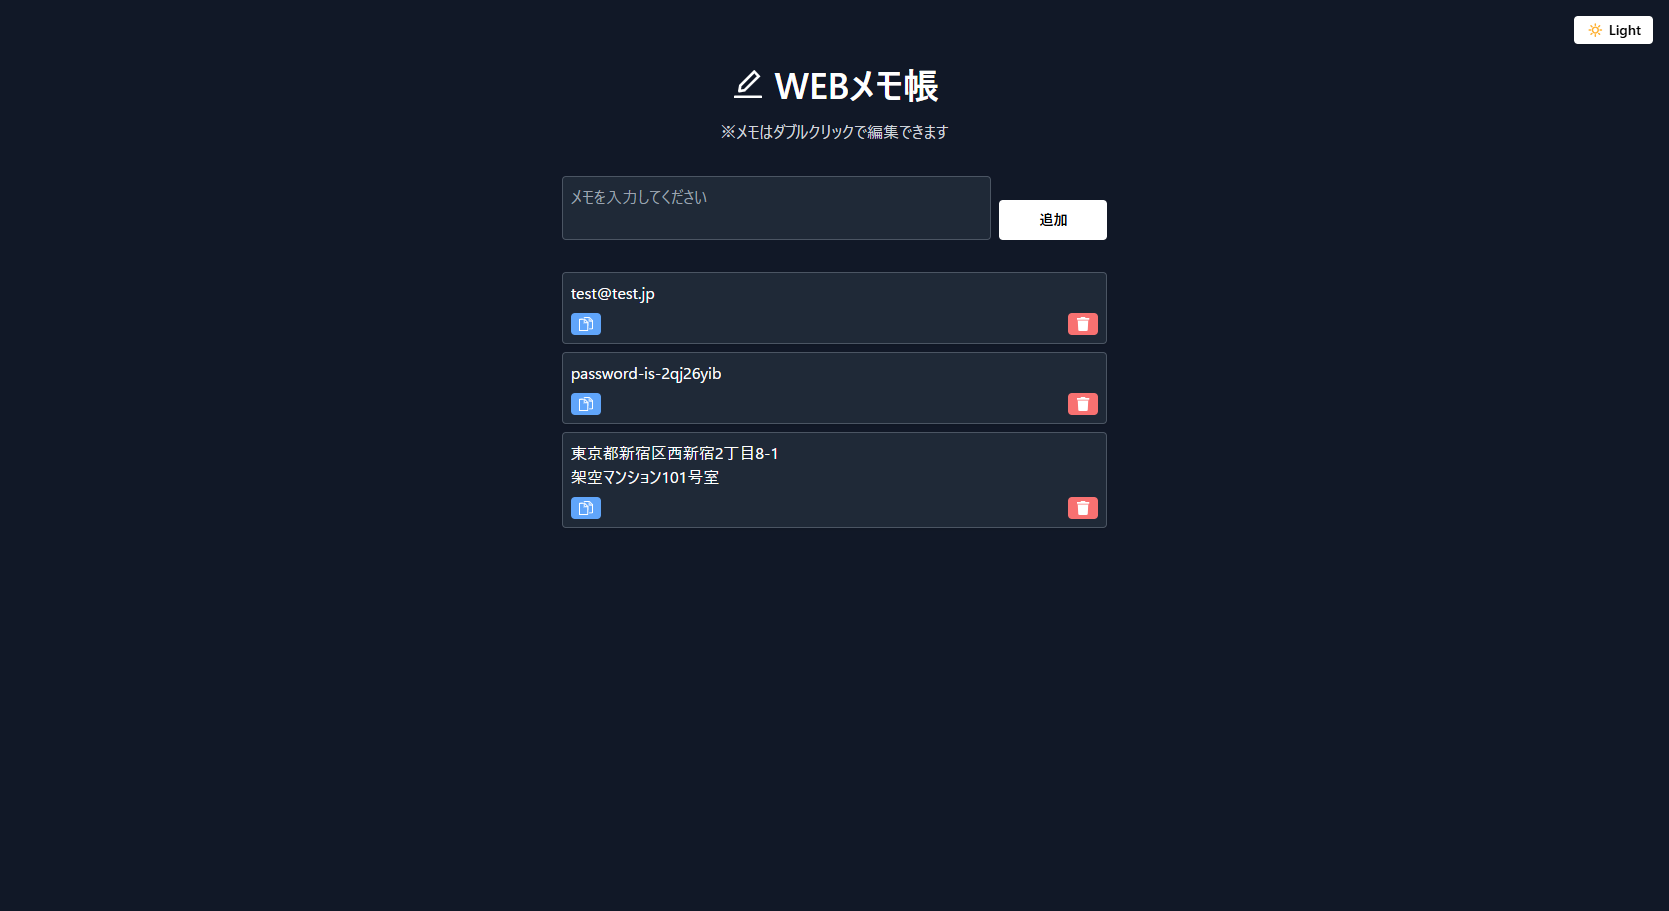 Light
WEBメモ帳
※メモはダブルクリックで編集できます
メモを入力してください
追加
test@test.jp
password-is-2qj26yib
東京都新宿区西新宿2丁目8-1
架空マンション101号室